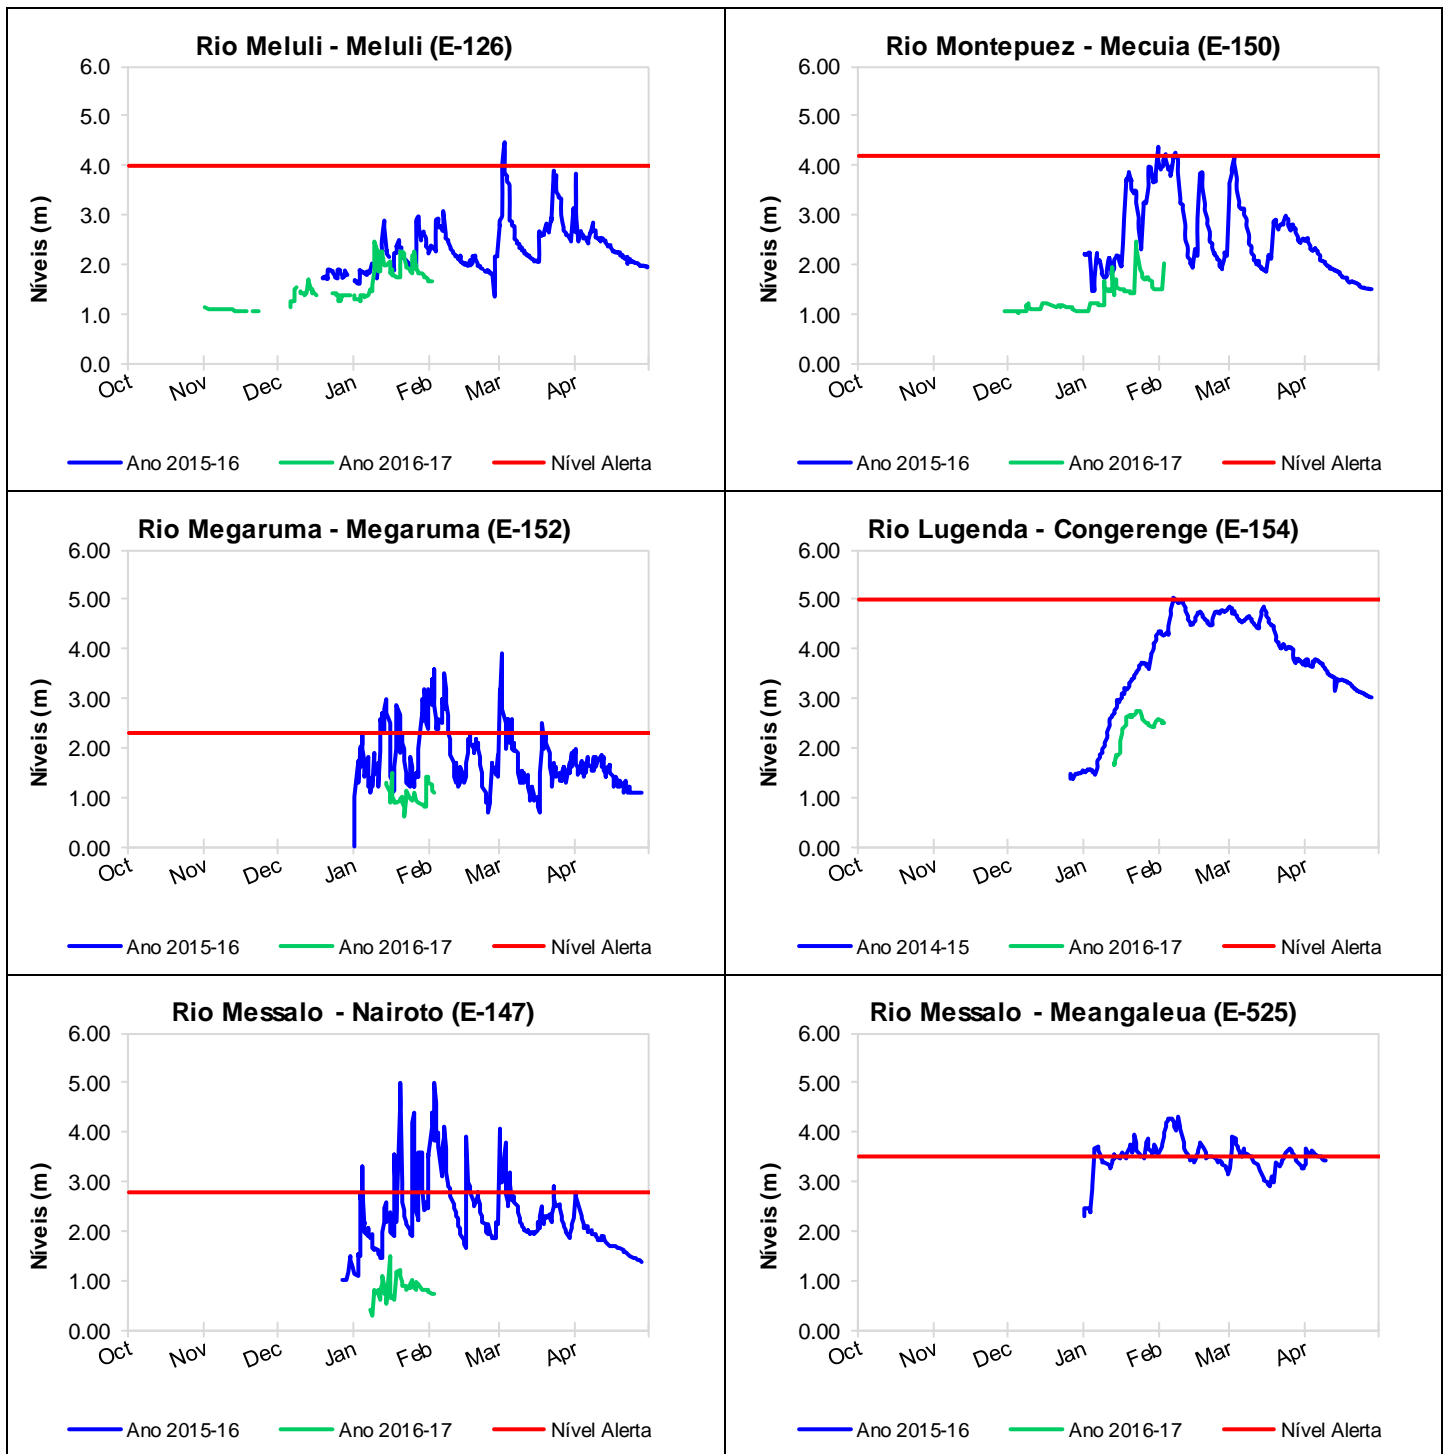 Rio Meluli - Meluli (E-126)
6.0
5.0
4.0
3.0
2.0
1.0
0.0
Níveis (m)
Oct Nov Dec Jan Feb Mar Apr
Ano 2015-16 Ano 2016-17 Nível Alerta
Rio Montepuez - Mecuia (E-150)
6.00
5.00
4.00
3.00
2.00
1.00
0.00
Níveis (m)
Oct Nov Dec Jan Feb Mar Apr
Ano 2015-16 Ano 2016-17 Nível Alerta
Rio Megaruma - Megaruma (E-152)
6.00
5.00
4.00
3.00
2.00
1.00
0.00
Níveis (m)
Oct Nov Dec Jan Feb Mar Apr
Ano 2015-16 Ano 2016-17 Nível Alerta
Rio Lugenda - Congerenge (E-154)
6.00
5.00
4.00
3.00
2.00
1.00
0.00
Níveis (m)
Oct Nov Dec Jan Feb Mar Apr
Ano 2014-15 Ano 2016-17 Nível Alerta
Rio Messalo - Nairoto (E-147)
6.00
5.00
4.00
3.00
2.00
1.00
0.00
Níveis (m)
Oct Nov Dec Jan Feb Mar Apr
Ano 2015-16 Ano 2016-17 Nível Alerta
Rio Messalo - Meangaleua (E-525)
6.00
5.00
4.00
3.00
2.00
1.00
0.00
Níveis (m)
Oct Nov Dec Jan Feb Mar Apr
Ano 2015-16 Ano 2016-17 Nível Alerta